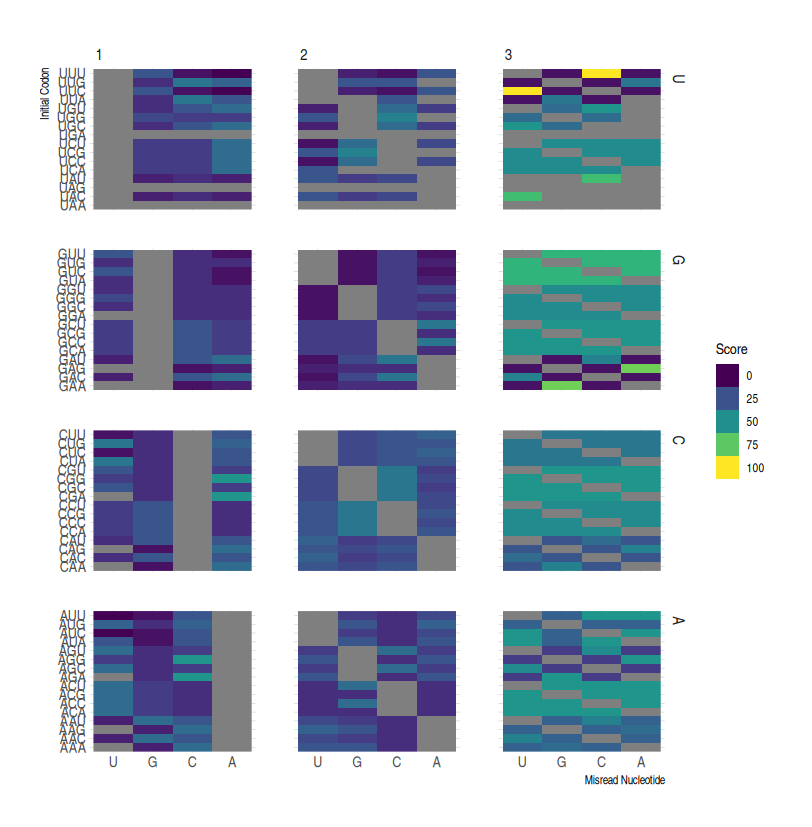 1 2 3
Initial Codon
UUU
UUG
UUC
UUA
UGU
UGG
UGC
UGA
UCU
UCG
UCC
UCA
UAU
UAG
UAC
UAA
U
GUU
GUG
GUC
GUA
GGU
GGG
GGC
GGA
GCU
GCG
GCC
GCA
GAU
GAG
GAC
GAA
G
CUU
CUG
CUC
CUA
CGU
CGG
CGC
CGA
CCU
CCG
CCC
CCA
CAU
CAG
CAC
CAA
C
AUU
AUG
AUC
AUA
AGU
AGG
AGC
AGA
ACU
ACG
ACC
ACA
AAU
AAG
AAC
AAA
A
U G C A U G C A U G C A
Misread Nucleotide
Score
0
25
50
75
100